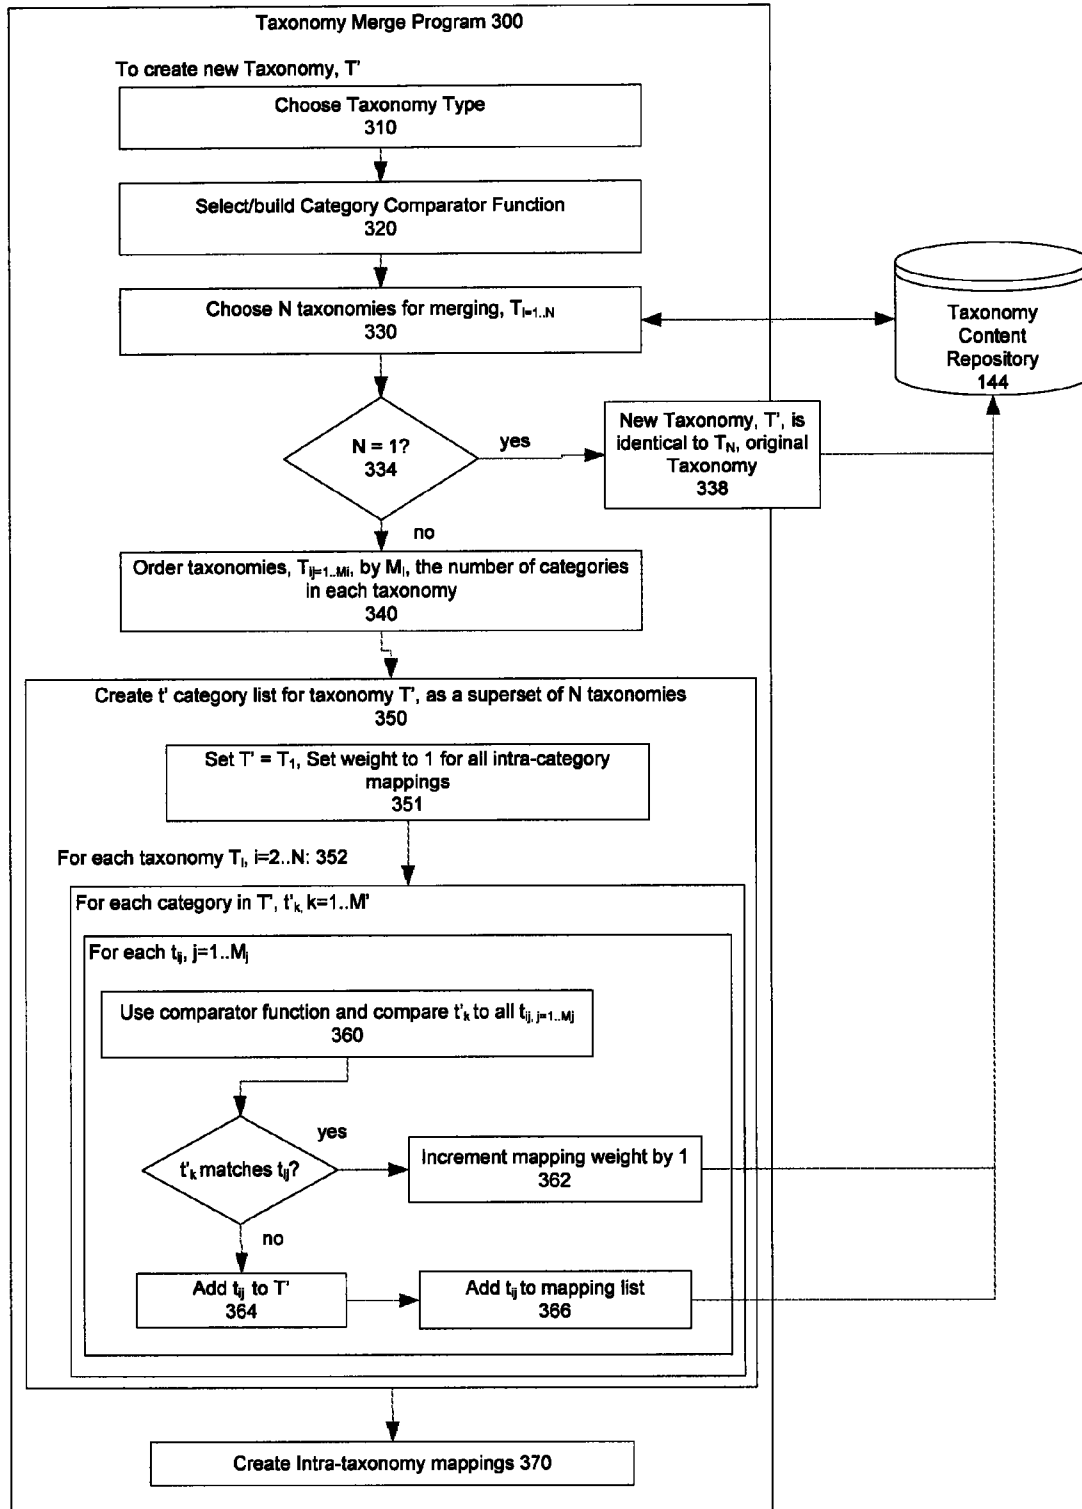 Taxonomy Merge Program 300
To create new Taxonomy, T'
Choose Taxonomy Type
310
Select/build Category Comparator Function
320
Choose N taxonomies for merging, Ti=1..N
330
Taxonomy
Content
Repository
144
N = 1?
334
yes
New Taxonomy, T', is
identical to TN, original
Taxonomy
338
no
Order taxonomies, Tij=1..Mi, by Mi, the number of categories
in each taxonomy
340
Create t' category list for taxonomy T', as a superset of N taxonomies
350
Set T' = T1, Set weight to 1 for all intra-category
mappings
351
For each taxonomy Ti, i=2..N: 352
For each category in T', t'k, k=1..M'
For each tij, j=1..Mj
Use comparator function and compare t'k to all tij, j=1..Mj
360
t'k matches tij?
yes
Increment mapping weight by 1
362
no
Add tij to T'
364
Add tij to mapping list
366
Create Intra-taxonomy mappings 370